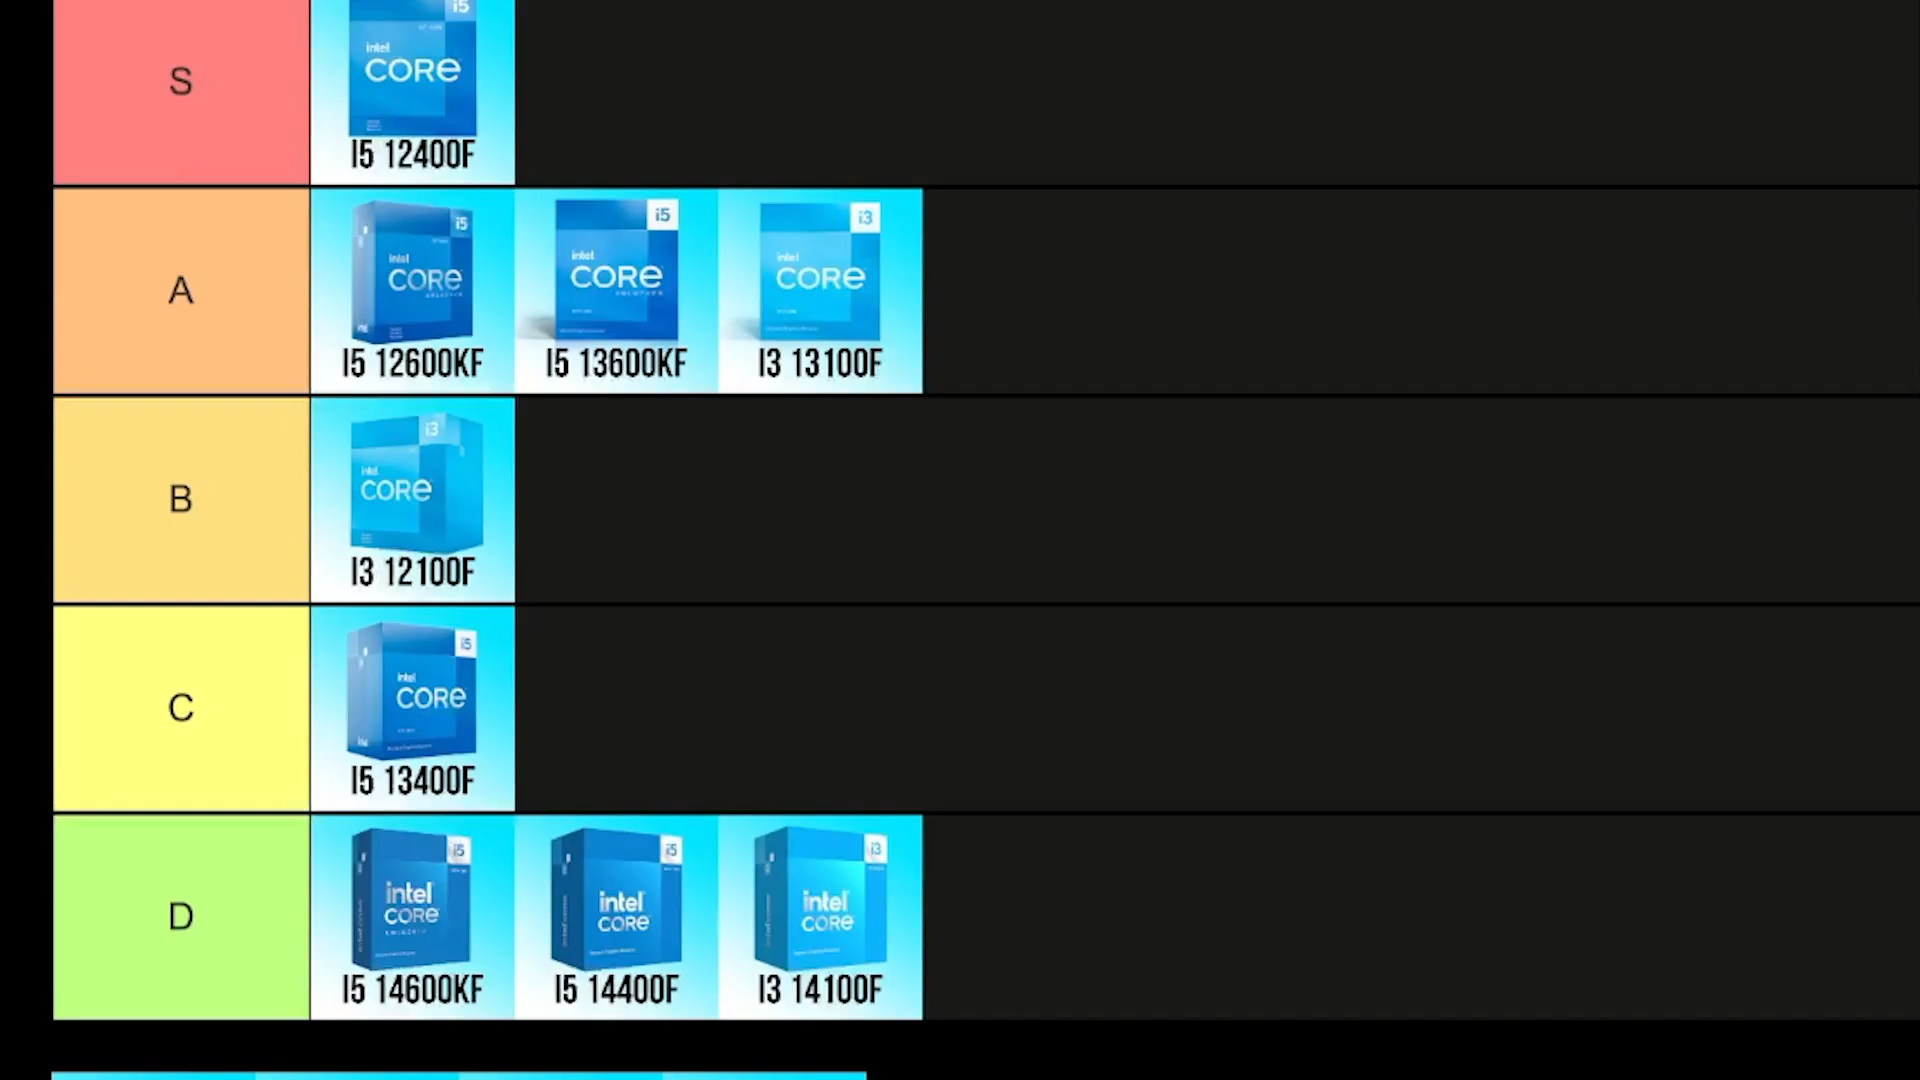 S
i5
intel
CORE
I5 12400F
A
i5
intel
CORE
I5 12600KF
i5
intel
CORE
I5 13600KF
i3
intel
CORE
I3 13100F
B
i3
intel
CORE
I3 12100F
C
i5
intel
CORE
I5 13400F
D
i5
intel
CORE
I5 14600KF
i5
intel
CORE
I5 14400F
i3
intel
CORE
I3 14100F